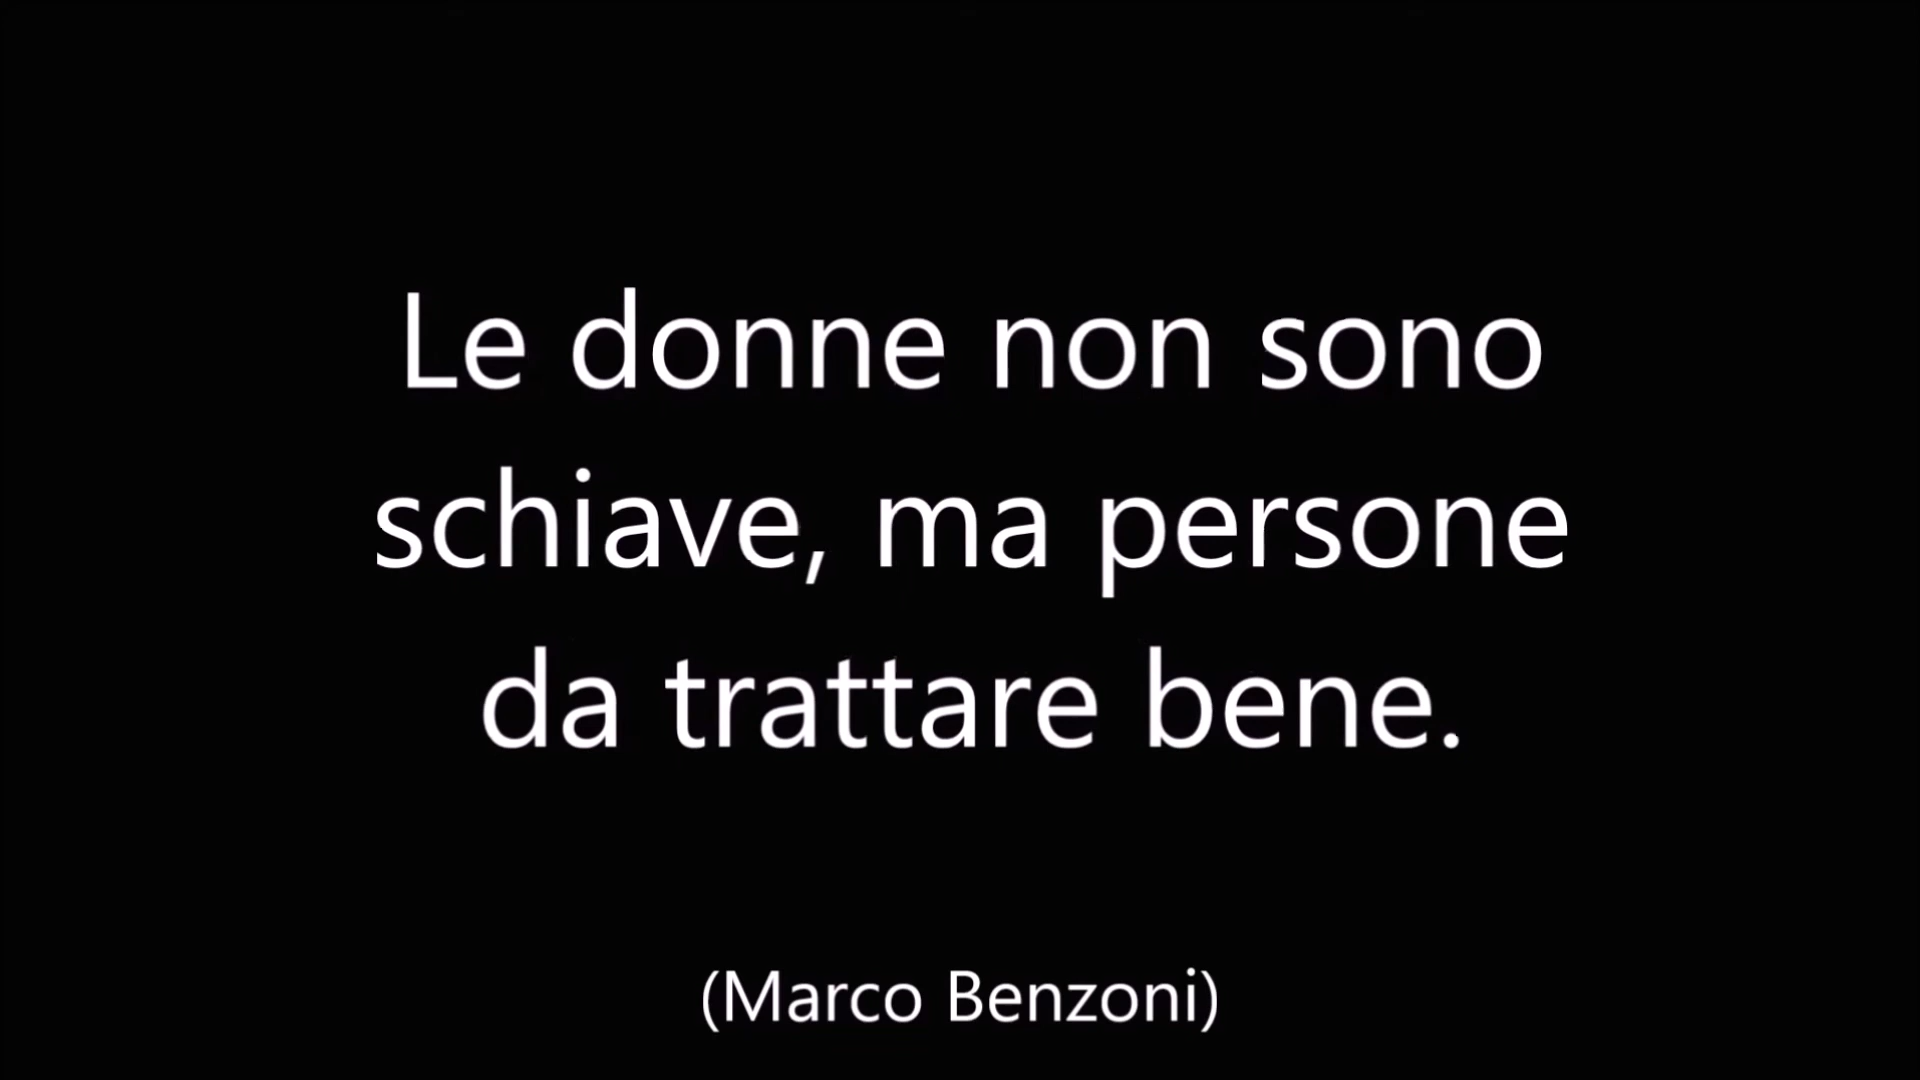 Le donne non sono
schiave, ma persone
da trattare bene.
(Marco Benzoni)